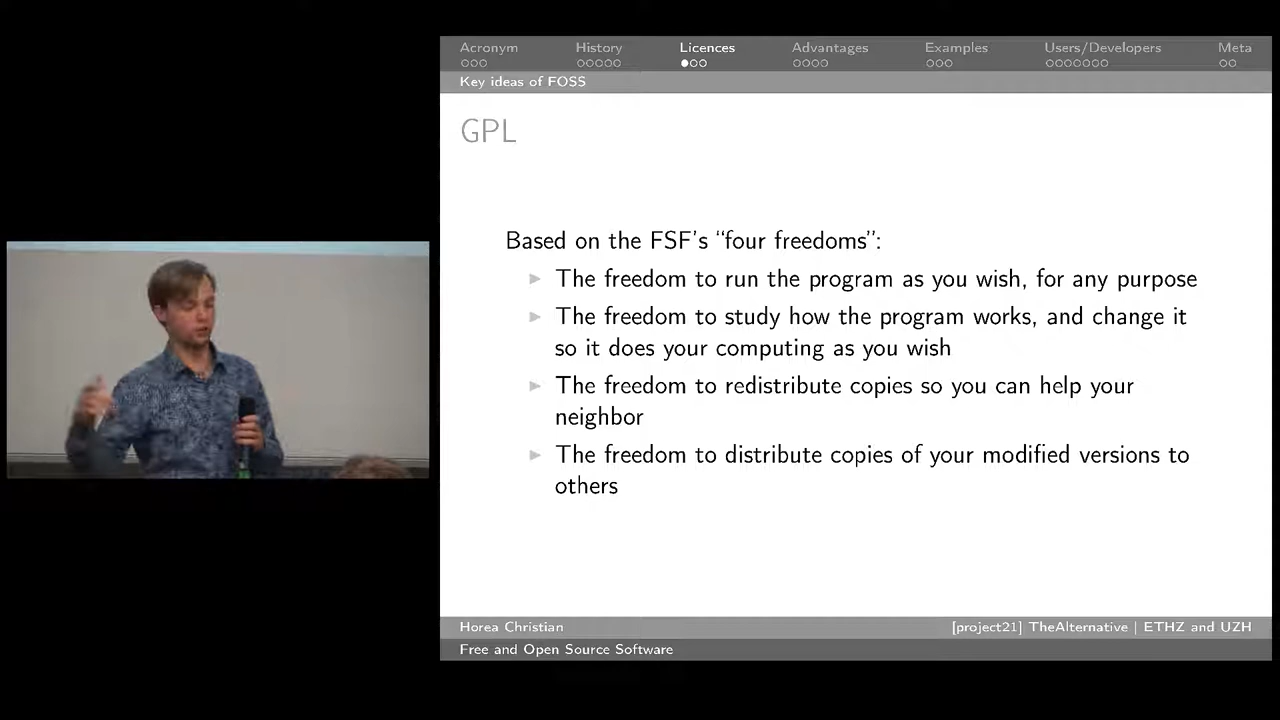 Acronym History Licences Advantages Examples Users/Developers Meta
Key ideas of FOSS
GPL
Based on the FSF's “four freedoms”:
The freedom to run the program as you wish, for any purpose
The freedom to study how the program works, and change it
so it does your computing as you wish
The freedom to redistribute copies so you can help your
neighbor
The freedom to distribute copies of your modified versions to
others
Horea Christian [project21] TheAlternative | ETHZ and UZH
Free and Open Source Software